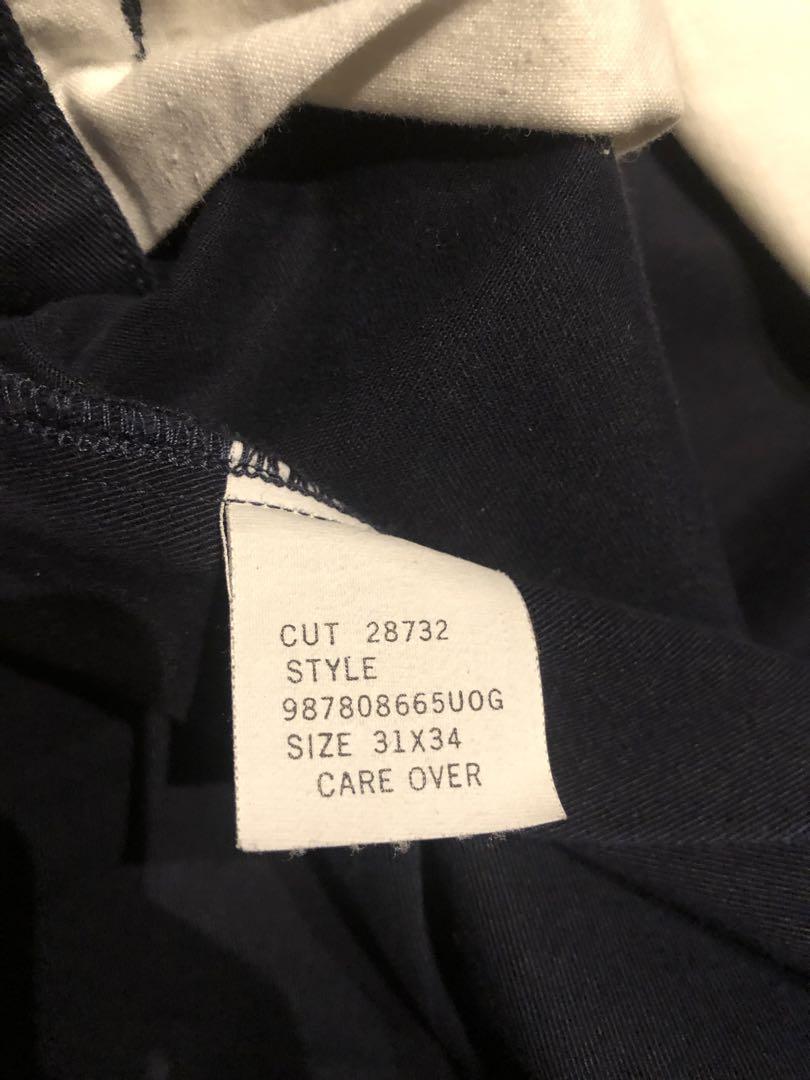 CUT 28732
STYLE
987808665UOG
SIZE 31X34
CARE OVER